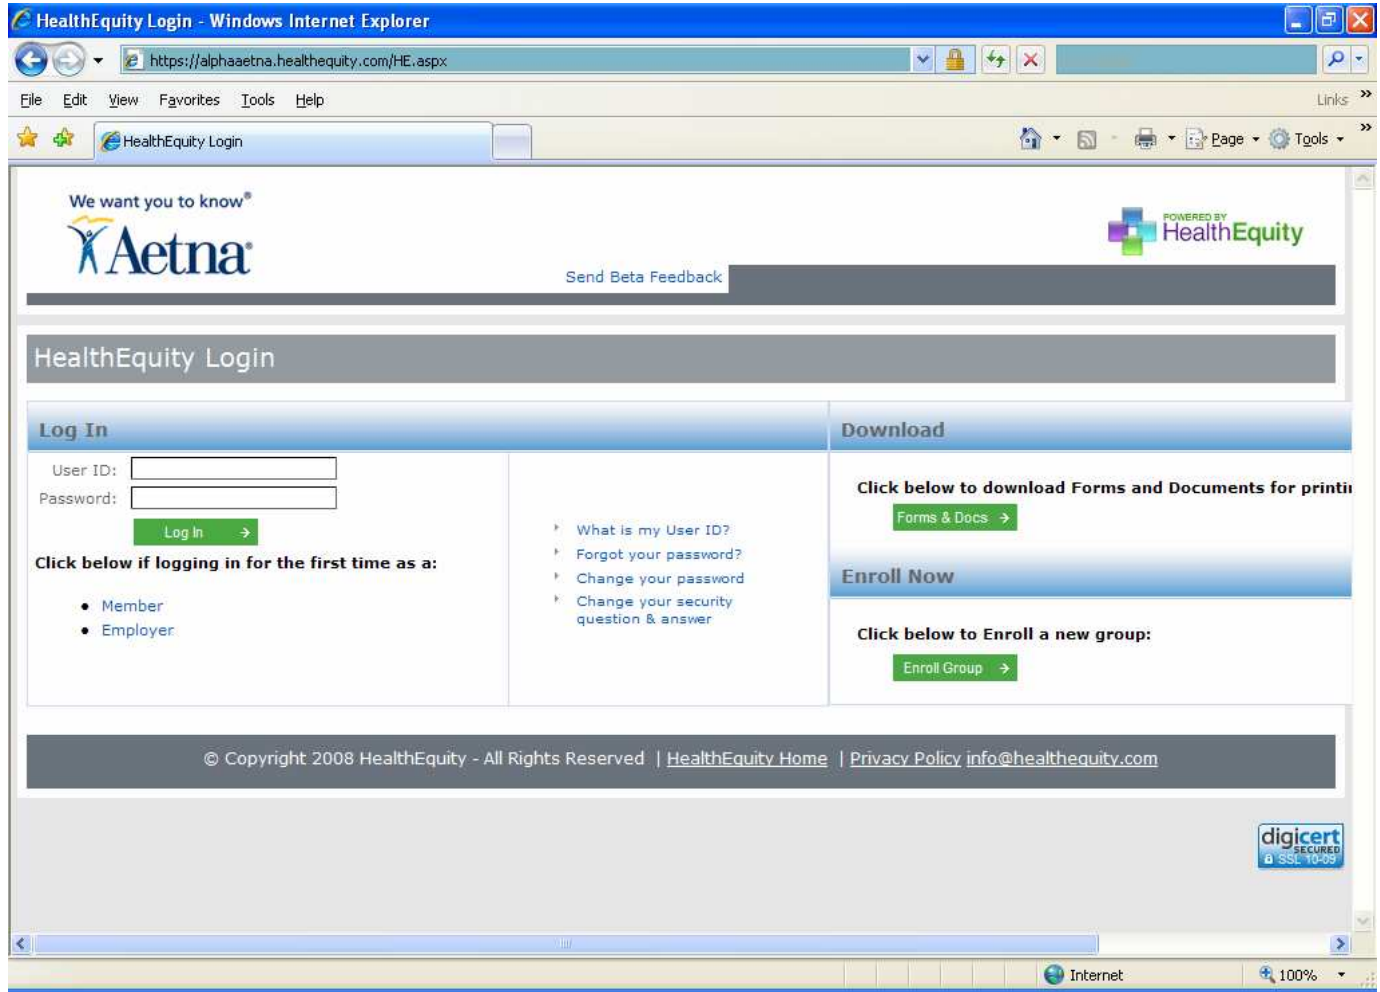 HealthEquity Login - Windows Internet Explorer
https://alphaaetna.healthequity.com/HE.aspx
File Edit View Favorites Tools Help
Links »
HealthEquity Login
Page Tools »
We want you to know®
Aetna®
POWERED BY
HealthEquity
Send Beta Feedback
HealthEquity Login
Log In
Download
User ID:
Password:
Log In →
Click below if logging in for the first time as a:
• Member
• Employer
What is my User ID?
Forgot your password?
Change your password
Change your security
question & answer
Click below to download Forms and Documents for printin
Forms & Docs →
Enroll Now
Click below to Enroll a new group:
Enroll Group →
© Copyright 2008 HealthEquity - All Rights Reserved | HealthEquity Home | Privacy Policy info@healthequity.com
digicert
SECURED
SSL 10-09
Internet
100%